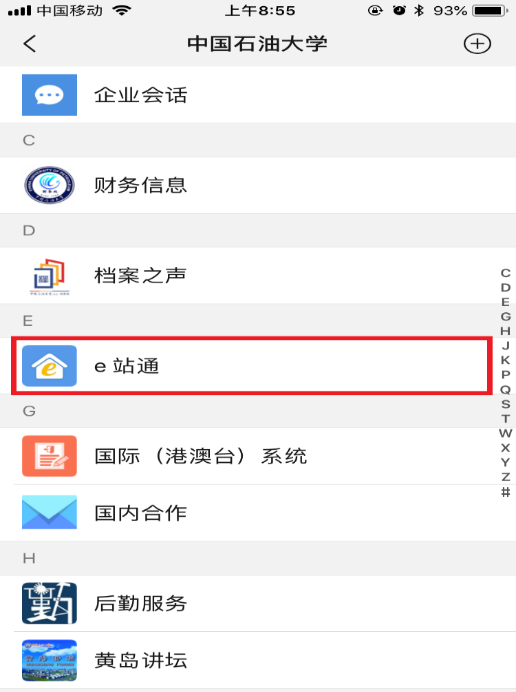 中国移动 上午8:55 93%
中国石油大学
企业会话
C
财务信息
D
档案之声
E
e 站通
G
国际（港澳台）系统
国内合作
H
后勤服务
黄岛讲坛
C
D
E
G
H
J
K
P
Q
S
T
W
X
Y
Z
#